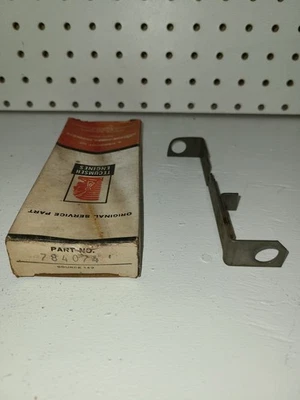 TECUMSEH
ENGINES
ORIGINAL SERVICE PART
PART NO.
784074